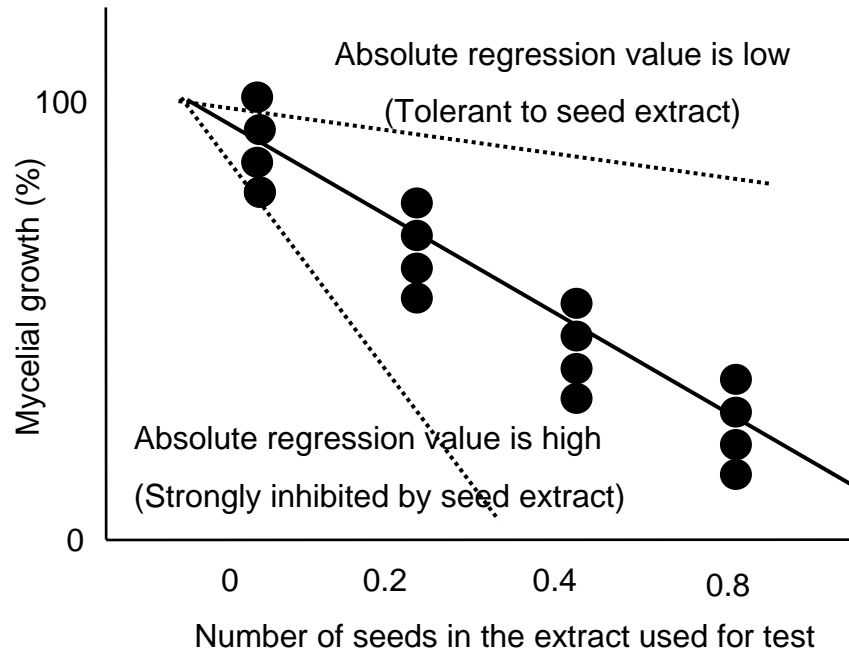 Absolute regression value is low
(Tolerant to seed extract)
100
Mycelial growth (%)
Absolute regression value is high
(Strongly inhibited by seed extract)
0
0 0.2 0.4 0.8
Number of seeds in the extract used for test